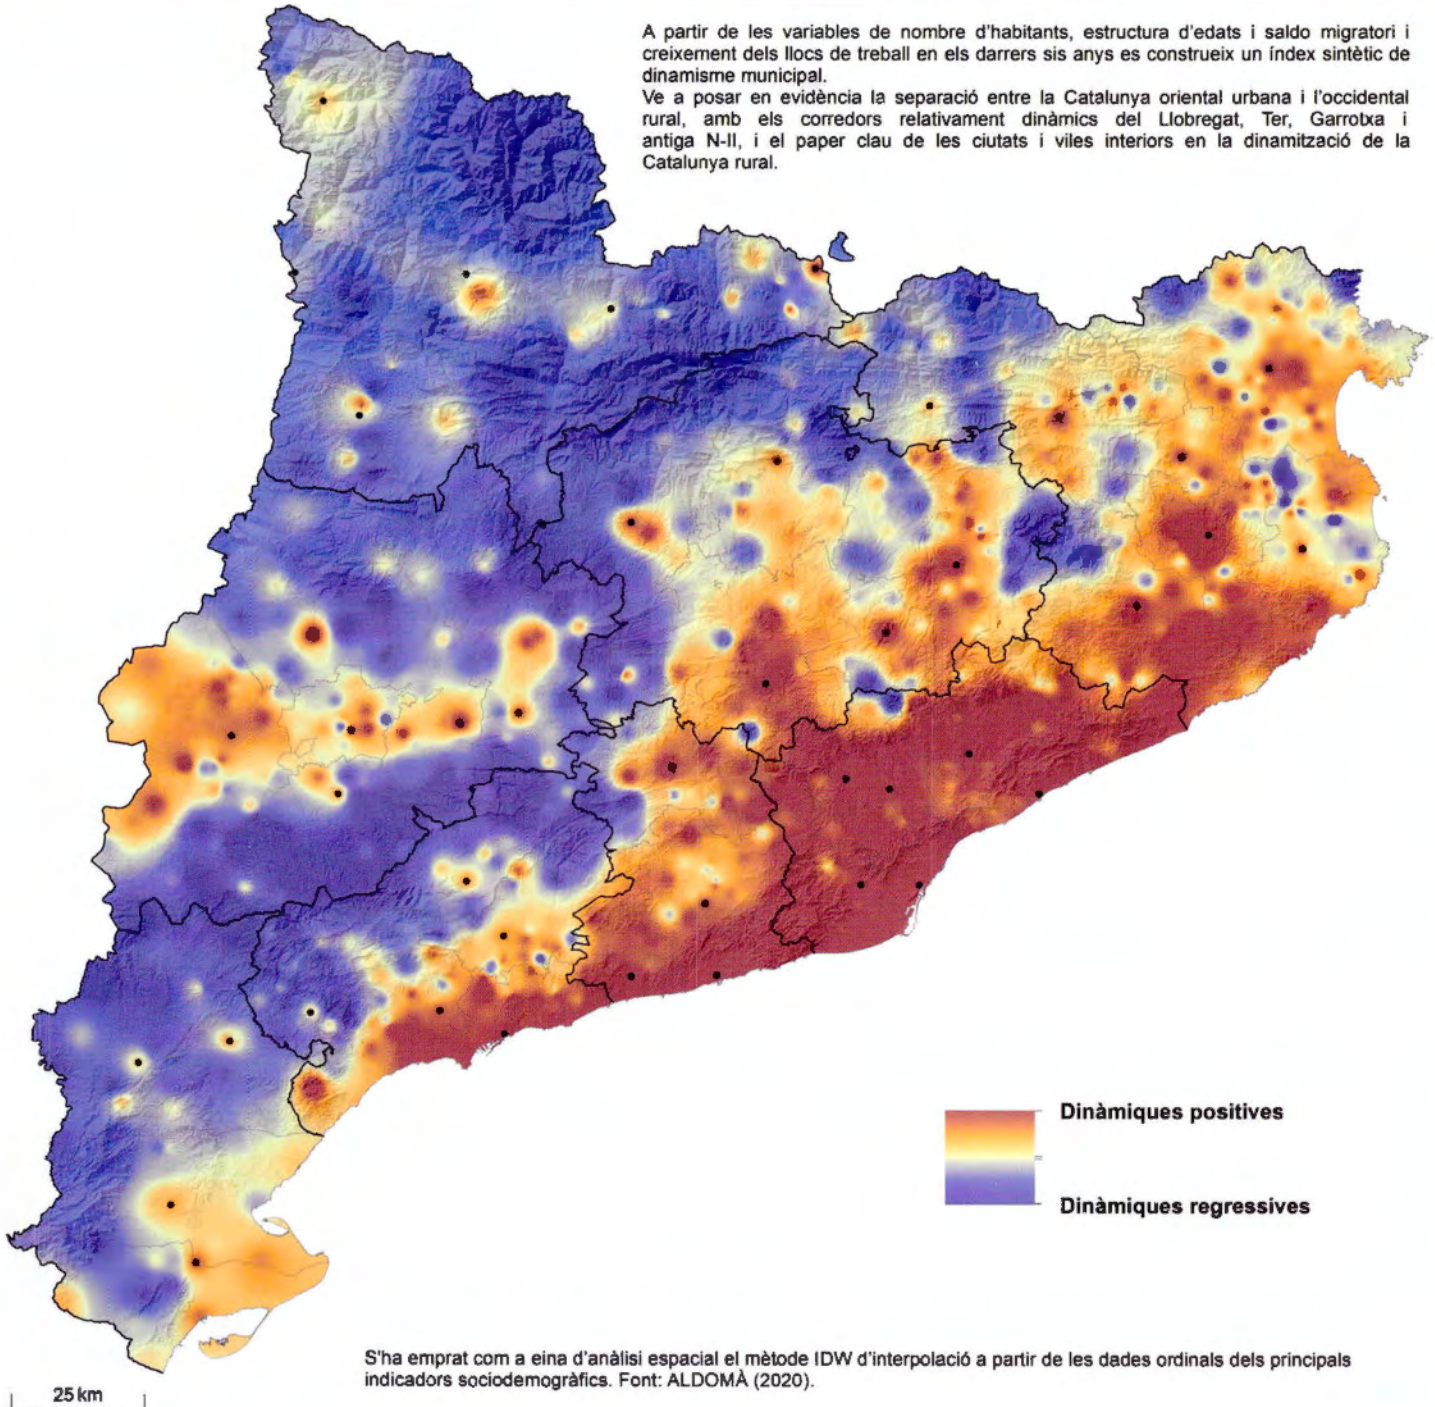 A partir de les variables de nombre d'habitants, estructura d'edats i saldo migratori i
creixement dels llocs de treball en els darrers sis anys es construeix un índex sintètic de
dinamisme municipal.
Ve a posar en evidència la separació entre la Catalunya oriental urbana i l'occidental
rural, amb els corredors relativament dinàmics del Llobregat, Ter, Garrotxa i
antiga N-II, i el paper clau de les ciutats i viles interiors en la dinamització de la
Catalunya rural.
Dinàmiques positives
Dinàmiques regressives
S'ha emprat com a eina d'anàlisi espacial el mètode IDW d'interpolació a partir de les dades ordinals dels principals
indicadors sociodemogràfics. Font: ALDOMÀ (2020).
25 km